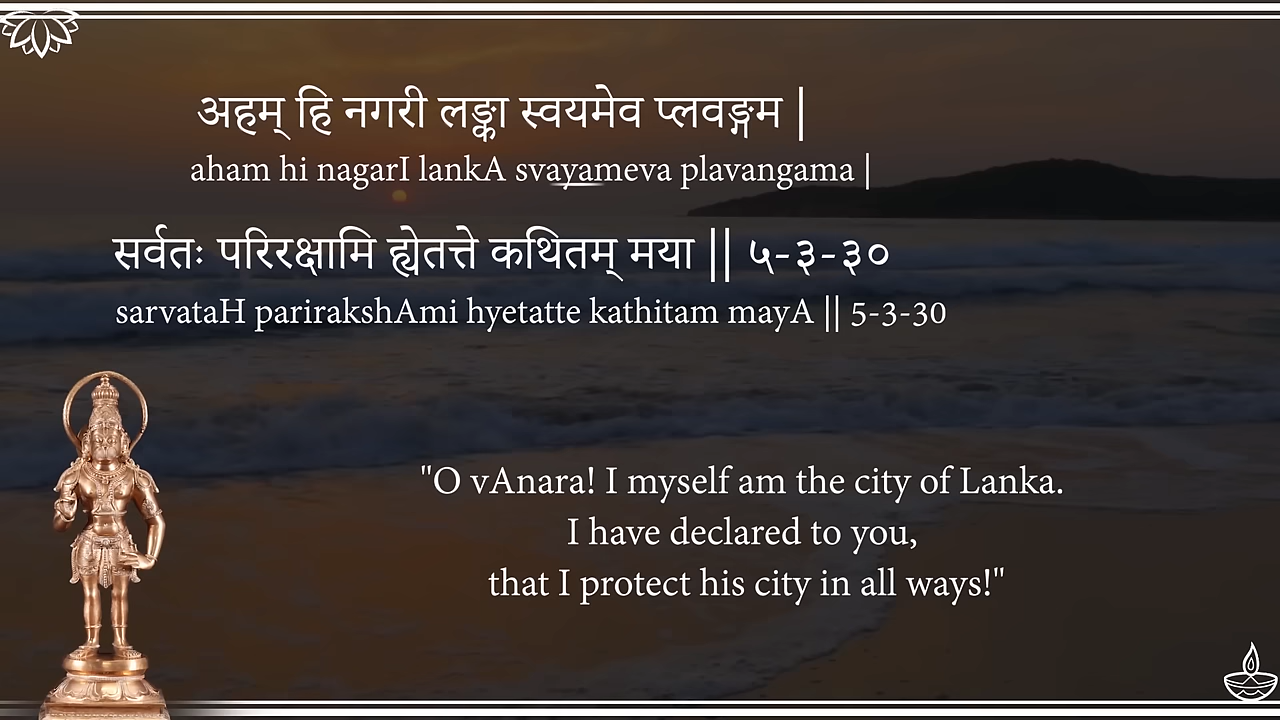 अहम् हि नगरी लङ्का स्वयमेव प्लवङ्गम |
aham hi nagarI lankA svayameva plavangama |
सर्वतः परिरक्षामि ह्येतत्ते कथितम् मया || ५-३-३०
sarvataH parirakshAmi hyetatte kathitam mayA || 5-3-30
"O vAnara! I myself am the city of Lanka.
I have declared to you,
that I protect his city in all ways!"